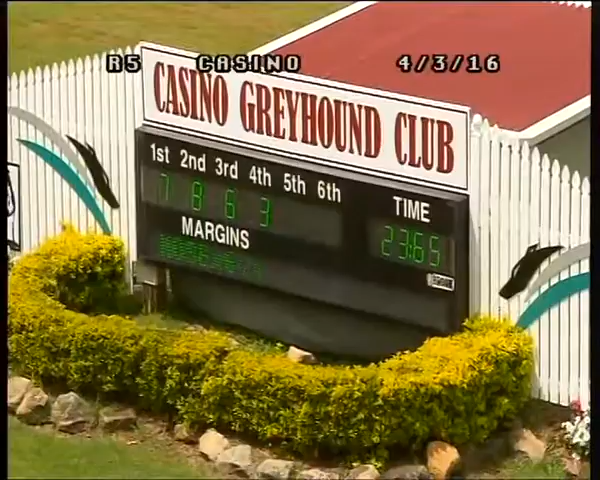 R5 CASINO 4/3/16
CASINO GREYHOUND CLUB
1st 2nd 3rd 4th 5th 6th
7 8 6 3
TIME
23:65
MARGINS